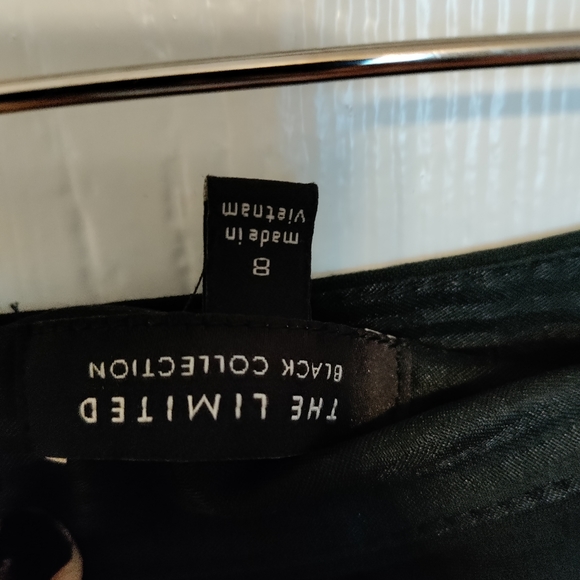 THE LIMITED
BLACK COLLECTION
8
made in
vietnam